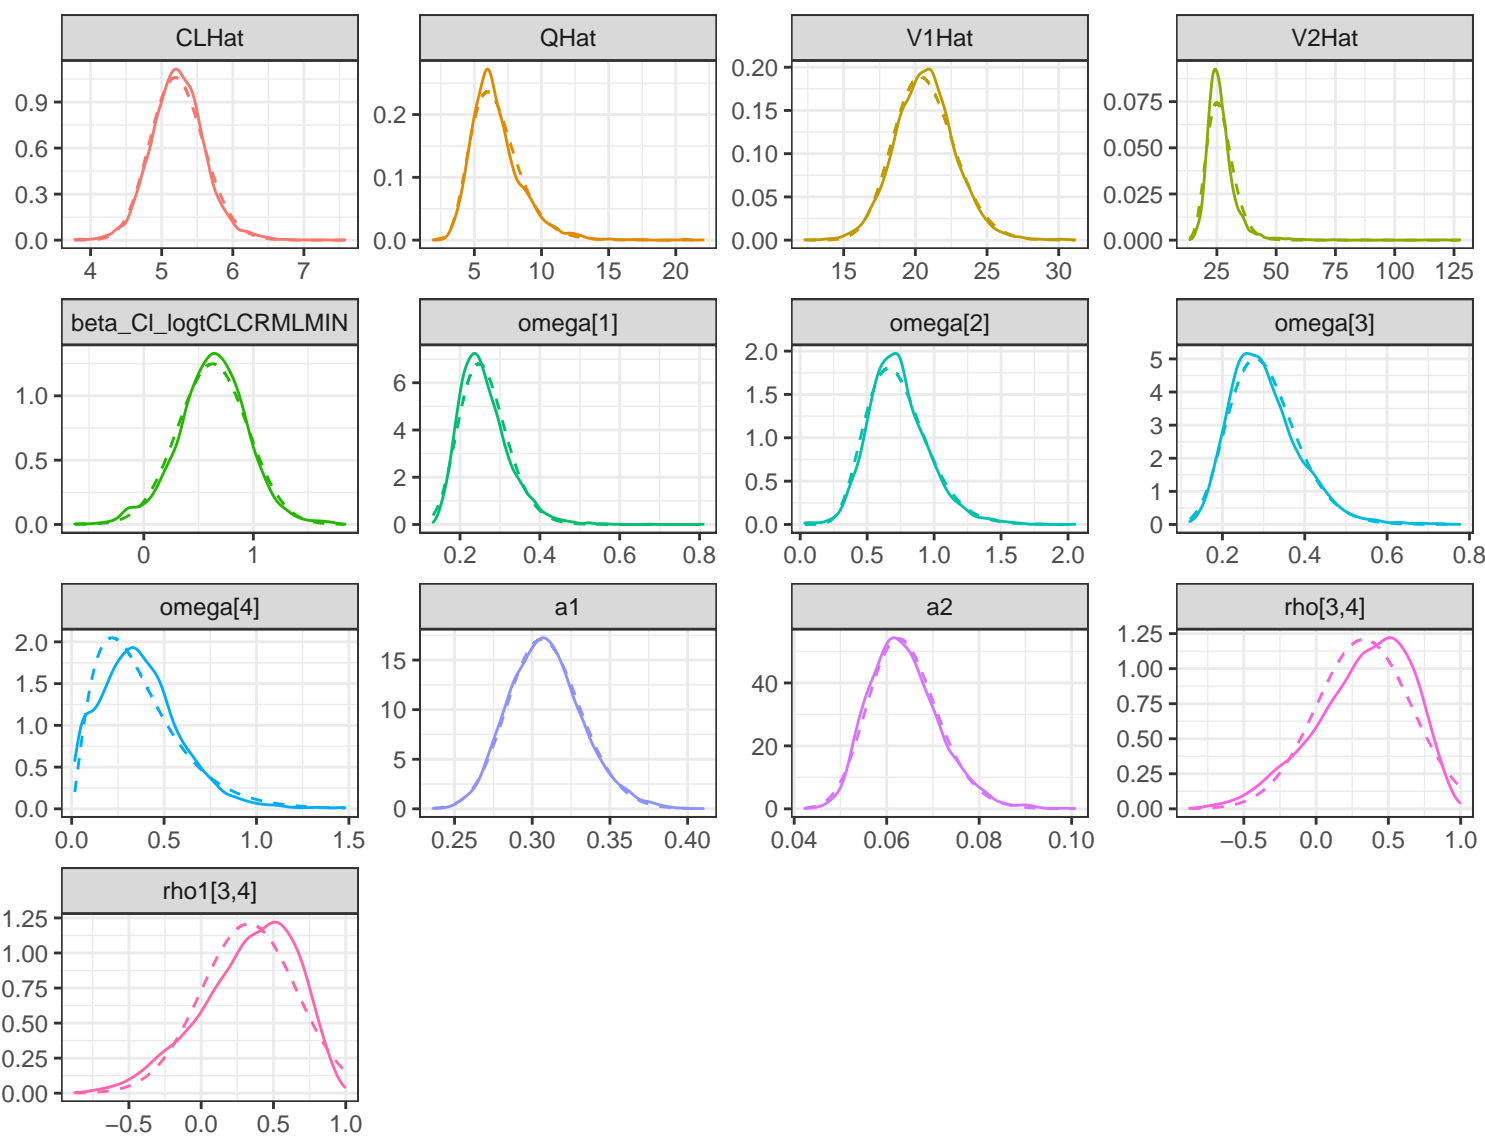 CLHat QHat V1Hat V2Hat
0.9 0.2 0.20 0.075
0.6 0.15 0.050
0.3 0.1 0.10 0.025
0.0 0.0 0.05 0.000
0.00
4 5 6 7 5 10 15 20 15 20 25 30 25 50 75 100 125
beta_Cl_logtCLCRMLMIN omega[1] omega[2] omega[3]
1.0 6 2.0 5
0.5 4 1.5 4
0.0 2 1.0 3
0 0.5 2
0.0 1
0
0 1 0.2 0.4 0.6 0.8 0.0 0.5 1.0 1.5 2.0 0.2 0.4 0.6 0.8
omega[4] a1 a2 rho[3,4]
2.0 15 40 1.25
1.5 10 20 1.00
1.0 5 0 0.75
0.5 0 0.50
0.0 0.25
0.00
0.0 0.5 1.0 1.5 0.25 0.30 0.35 0.40 0.04 0.06 0.08 0.10 −0.5 0.0 0.5 1.0
rho1[3,4]
1.25
1.00
0.75
0.50
0.25
0.00
−0.5 0.0 0.5 1.0